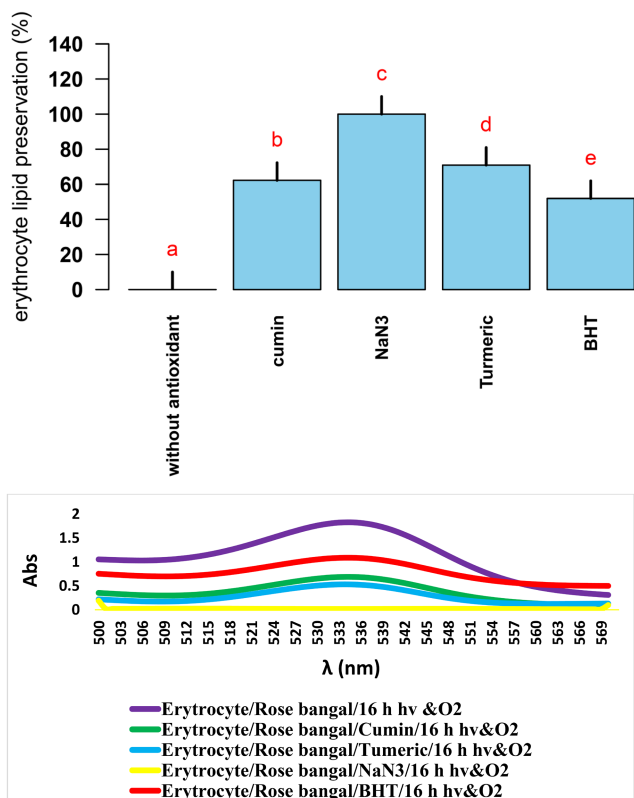 erythrocyte lipid preservation (%)
140
120
100
80
60
40
20
0
a
b
c
d
e
without antioxidant
cumin
NaN3
Turmeric
BHT
Abs
2
1.5
1
0.5
0
500 503 506 509 512 515 518 521 524 527 530 533 536 539 542 545 548 551 554 557 560 563 566 569
λ (nm)
Erytrocyte/Rose bangal/16 h hv &O2
Erytrocyte/Rose bangal/Cumin/16 h hv&O2
Erytrocyte/Rose bangal/Tumeric/16 h hv&O2
Erytrocyte/Rose bangal/NaN3/16 h hv&O2
Erytrocyte/Rose bangal/BHT/16 h hv&O2